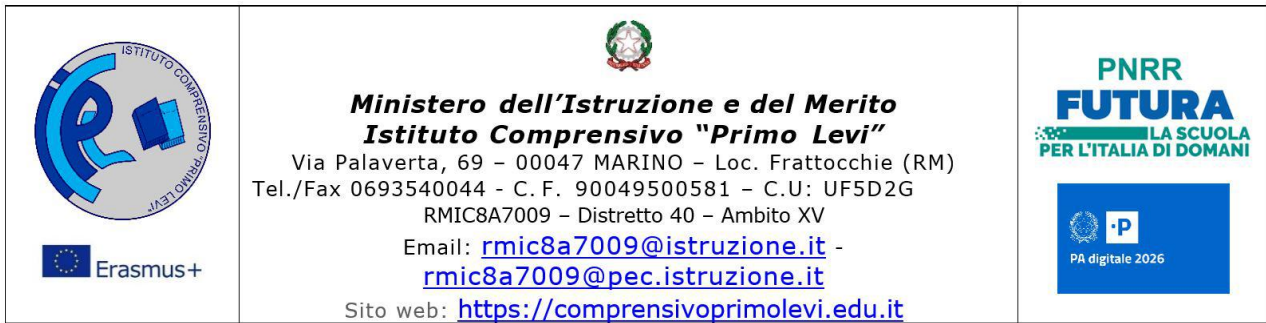 ISTITUTO COMPRENSIVO "PRIMO LEVI"
Erasmus+
Ministero dell'Istruzione e del Merito
Istituto Comprensivo “Primo Levi”
Via Palaverta, 69 – 00047 MARINO – Loc. Frattocchie (RM)
Tel./Fax 0693540044 - C. F. 90049500581 – C.U: UF5D2G
RMIC8A7009 – Distretto 40 – Ambito XV
Email: rmic8a7009@istruzione.it -
rmic8a7009@pec.istruzione.it
Sito web: https://comprensivoprimolevi.edu.it
PNRR
FUTURA
LA SCUOLA
PER L'ITALIA DI DOMANI
·P
PA digitale 2026